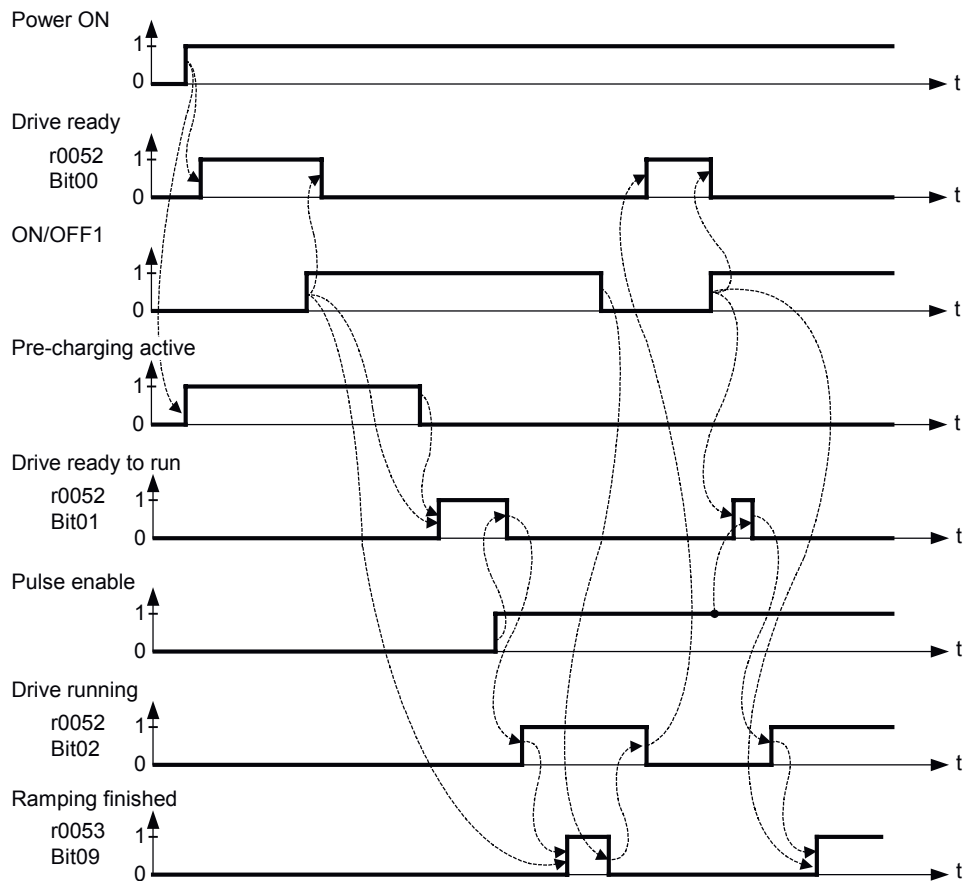 Power ON
1
0
t
Drive ready
r0052
Bit00
1
0
t
ON/OFF1
1
0
t
Pre-charging active
1
0
t
Drive ready to run
r0052
Bit01
1
0
t
Pulse enable
1
0
t
Drive running
r0052
Bit02
1
0
t
Ramping finished
r0053
Bit09
1
0
t